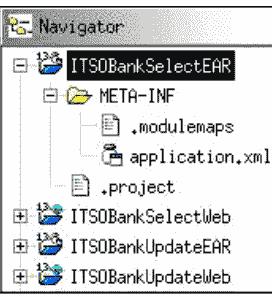 Navigator
ITSOBankSelectEAR
META-INF
.modulemaps
application.xml
.project
ITSOBankSelectWeb
ITSOBankUpdateEAR
ITSOBankUpdateWeb